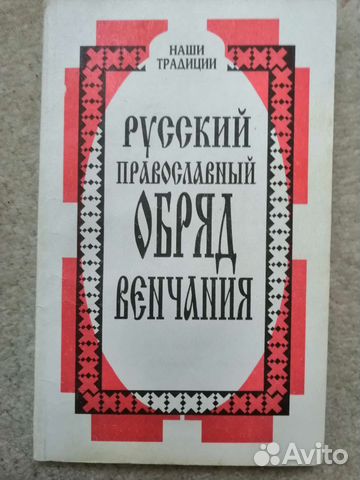 НАШИ
ТРАДИЦИИ
РУССКИЙ
ПРАВОСЛАВНЫЙ
ОБРЯД
ВЕНЧАНИЯ
Avito